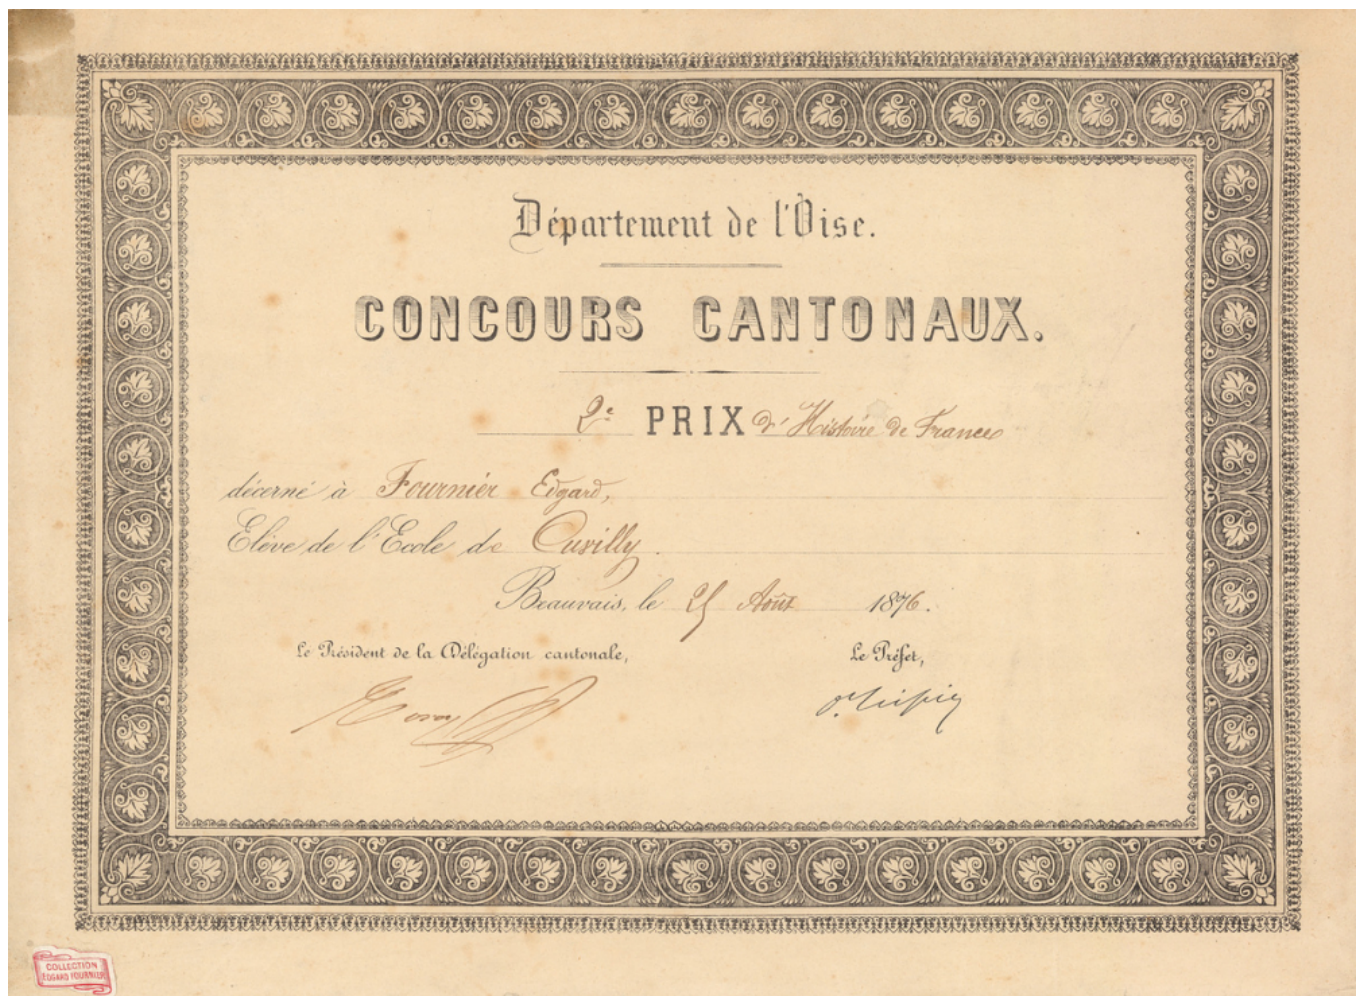 Département de l'Oise.
CONCOURS CANTONAUX.
2e PRIX d'Histoire de France
décerné à Fournier Edgard,
Elève de l'Ecole de Cuvilly.
Beauvais, le 25 Août 1876.
Le Président de la Délégation cantonale, Le Préfet,
COLLECTION
EDGARD FOURNIER